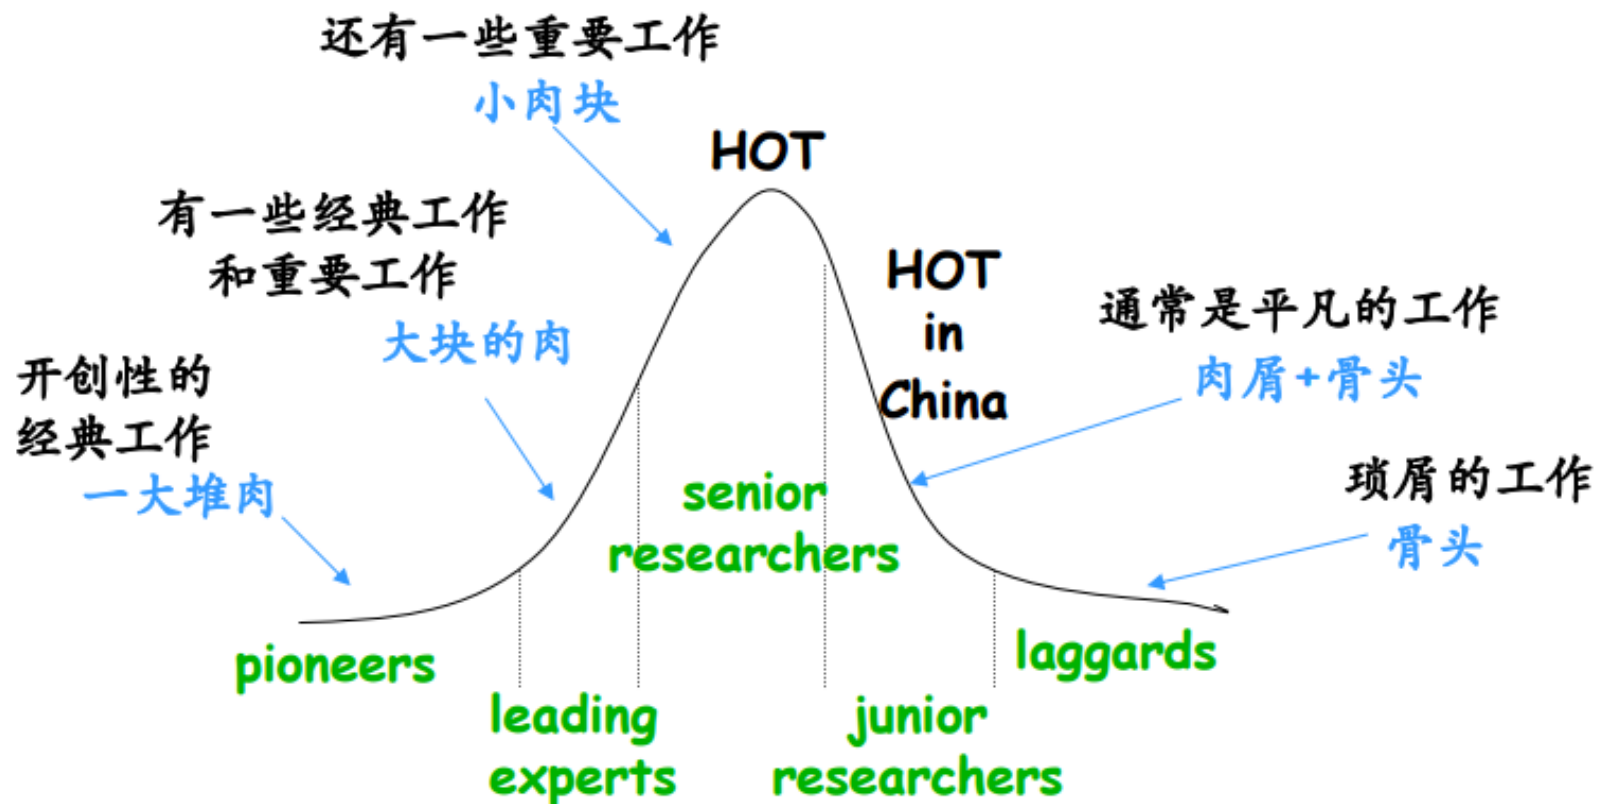 还有一些重要工作
小肉块
HOT
有一些经典工作
和重要工作
大块的肉
HOT
in
China
通常是平凡的工作
肉屑+骨头
开创性的
经典工作
一大堆肉
琐屑的工作
骨头
senior
researchers
pioneers
laggards
leading
experts
junior
researchers